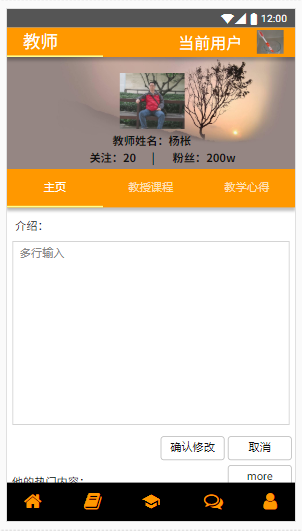 12:00
教师 当前用户
教师姓名：杨枨
关注：20 | 粉丝：200w
主页 教授课程 教学心得
介绍：
多行输入
确认修改 取消
more
他的热门内容：